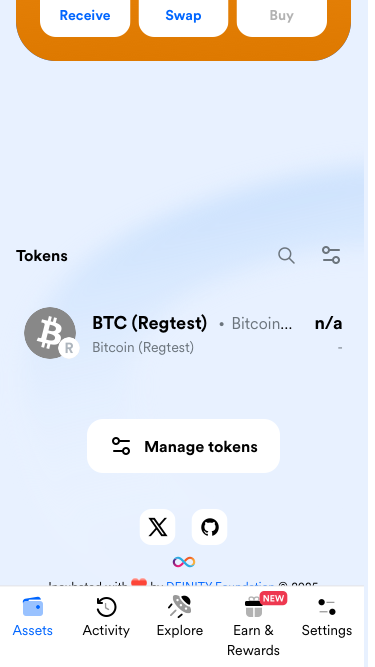 Receive
Swap
Buy
Tokens
BTC (Regtest) • Bitcoin... n/a
R
Bitcoin (Regtest) -
Manage tokens
Incubated with ❤️ by DFINITY Foundation © 2025
NEW
Assets
Activity
Explore
Earn &
Rewards
Settings